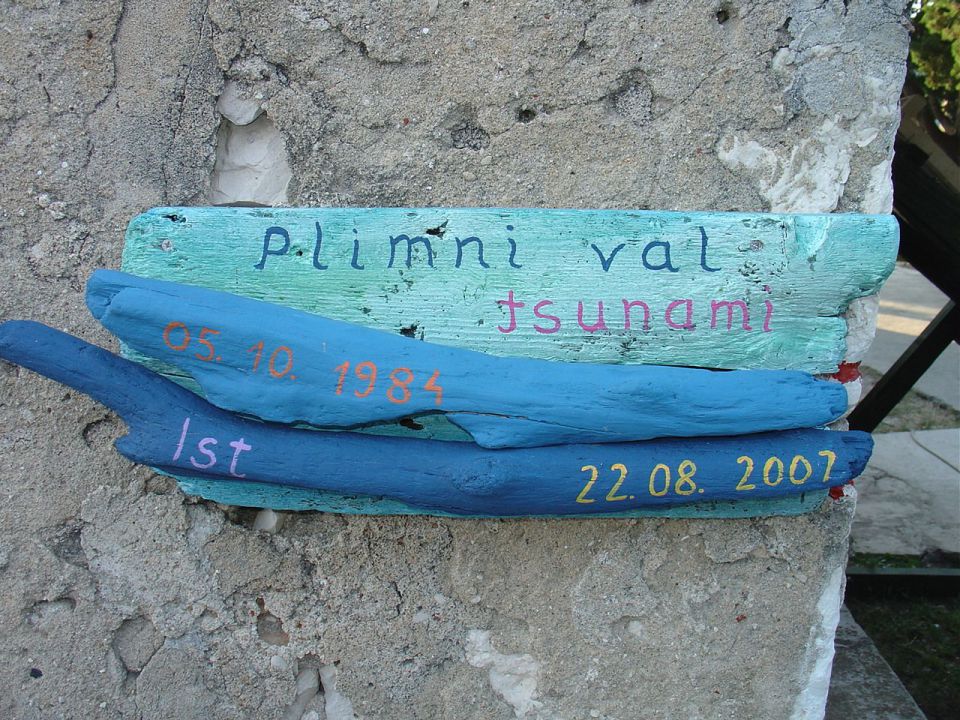 Plimni val
tsunami
05. 10. 1984
Ist 22. 08. 2007